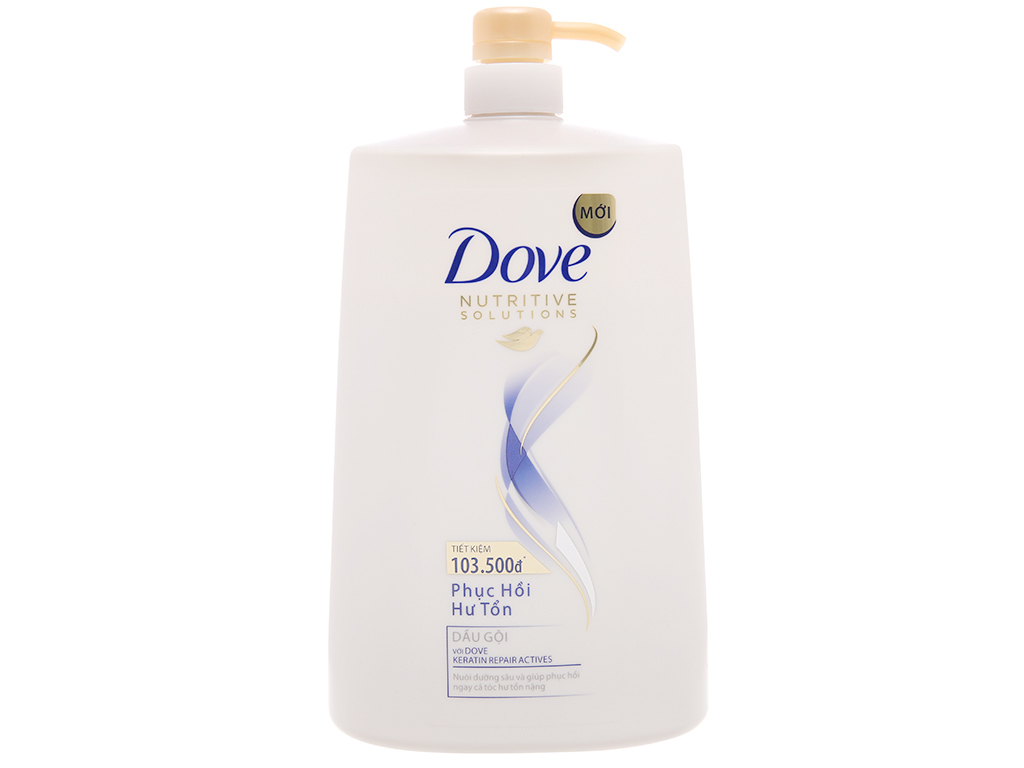 MỚI
Dove
NUTRITIVE
SOLUTIONS
TIẾT KIỆM
103.500đ*
Phục Hồi
Hư Tổn
DẦU GỘI
với DOVE
KERATIN REPAIR ACTIVES
Nuôi dưỡng sâu và giúp phục hồi
ngay cả tóc hư tổn nặng